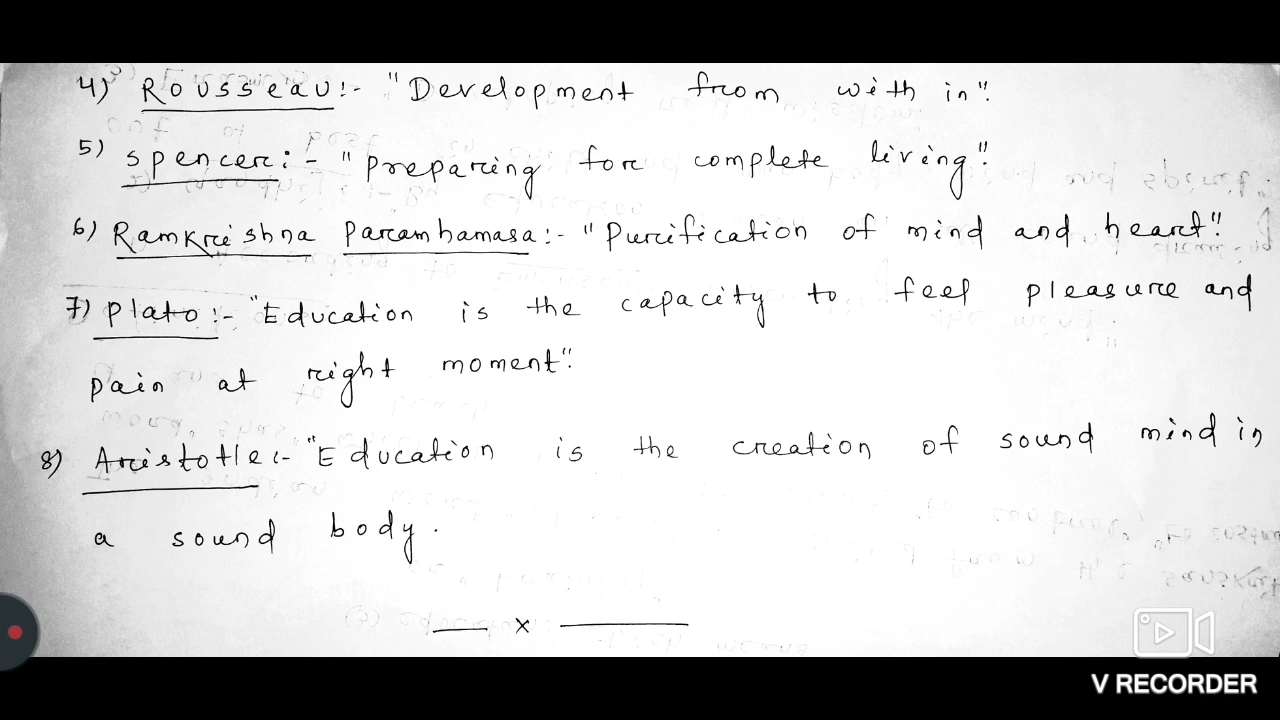 4) Rousseau:- "Development from with in".
5) Spencer:- "Preparing for complete living".
6) Ramkrishna Paramhamasa:- "Purification of mind and heart".
7) Plato:- "Education is the capacity to feel pleasure and
pain at right moment".
8) Aristotle:- "Education is the creation of sound mind in
a sound body.
x
V RECORDER